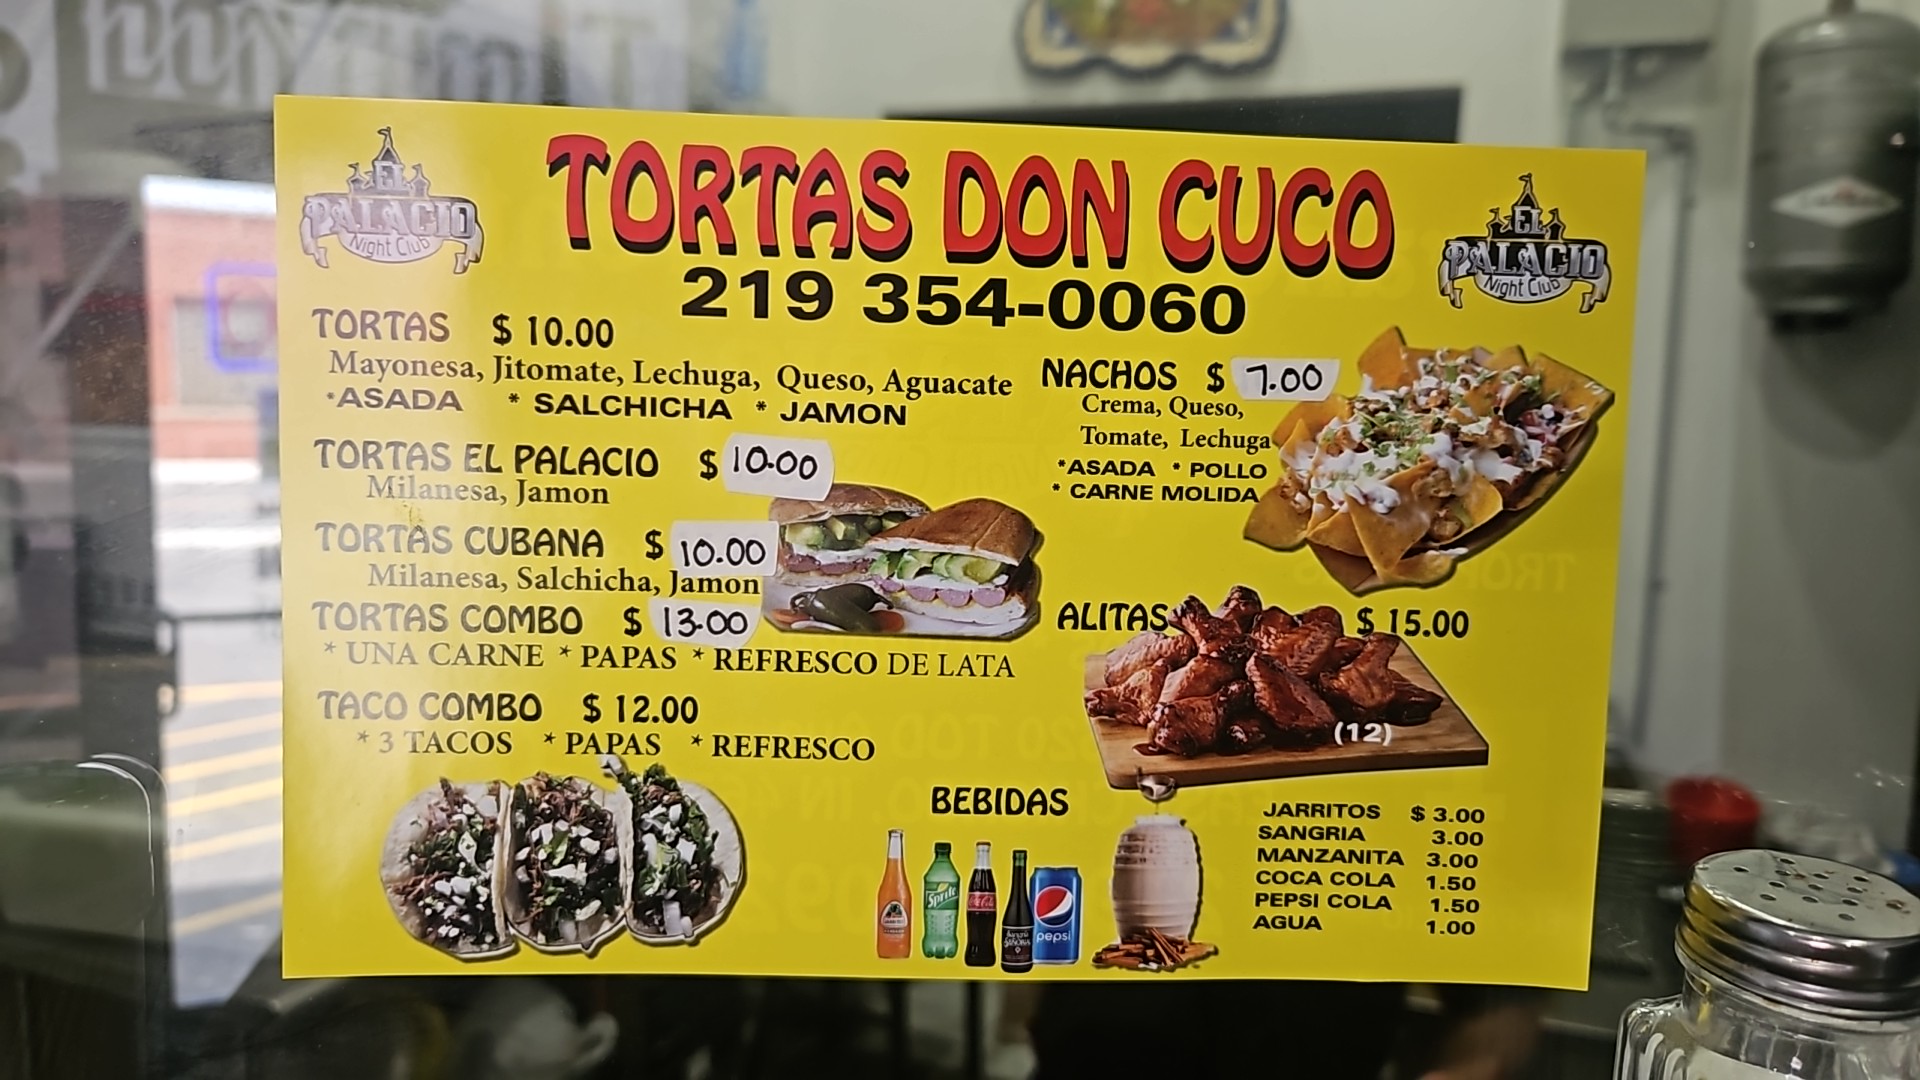 TORTAS DON CUCO
219 354-0060
EL
PALACIO
Night Club
EL
PALACIO
Night Club
TORTAS $ 10.00
Mayonesa, Jitomate, Lechuga, Queso, Aguacate
*ASADA * SALCHICHA * JAMON
TORTAS EL PALACIO $ 10.00
Milanesa, Jamon
TORTAS CUBANA $ 10.00
Milanesa, Salchicha, Jamon
TORTAS COMBO $ 13.00
* UNA CARNE * PAPAS * REFRESCO DE LATA
TACO COMBO $ 12.00
* 3 TACOS * PAPAS * REFRESCO
NACHOS $ 7.00
Crema, Queso,
Tomate, Lechuga
*ASADA * POLLO
* CARNE MOLIDA
ALITAS $ 15.00
(12)
BEBIDAS
Sprite
Coca-Cola
pepsi
JARRITOS $ 3.00
SANGRIA 3.00
MANZANITA 3.00
COCA COLA 1.50
PEPSI COLA 1.50
AGUA 1.00